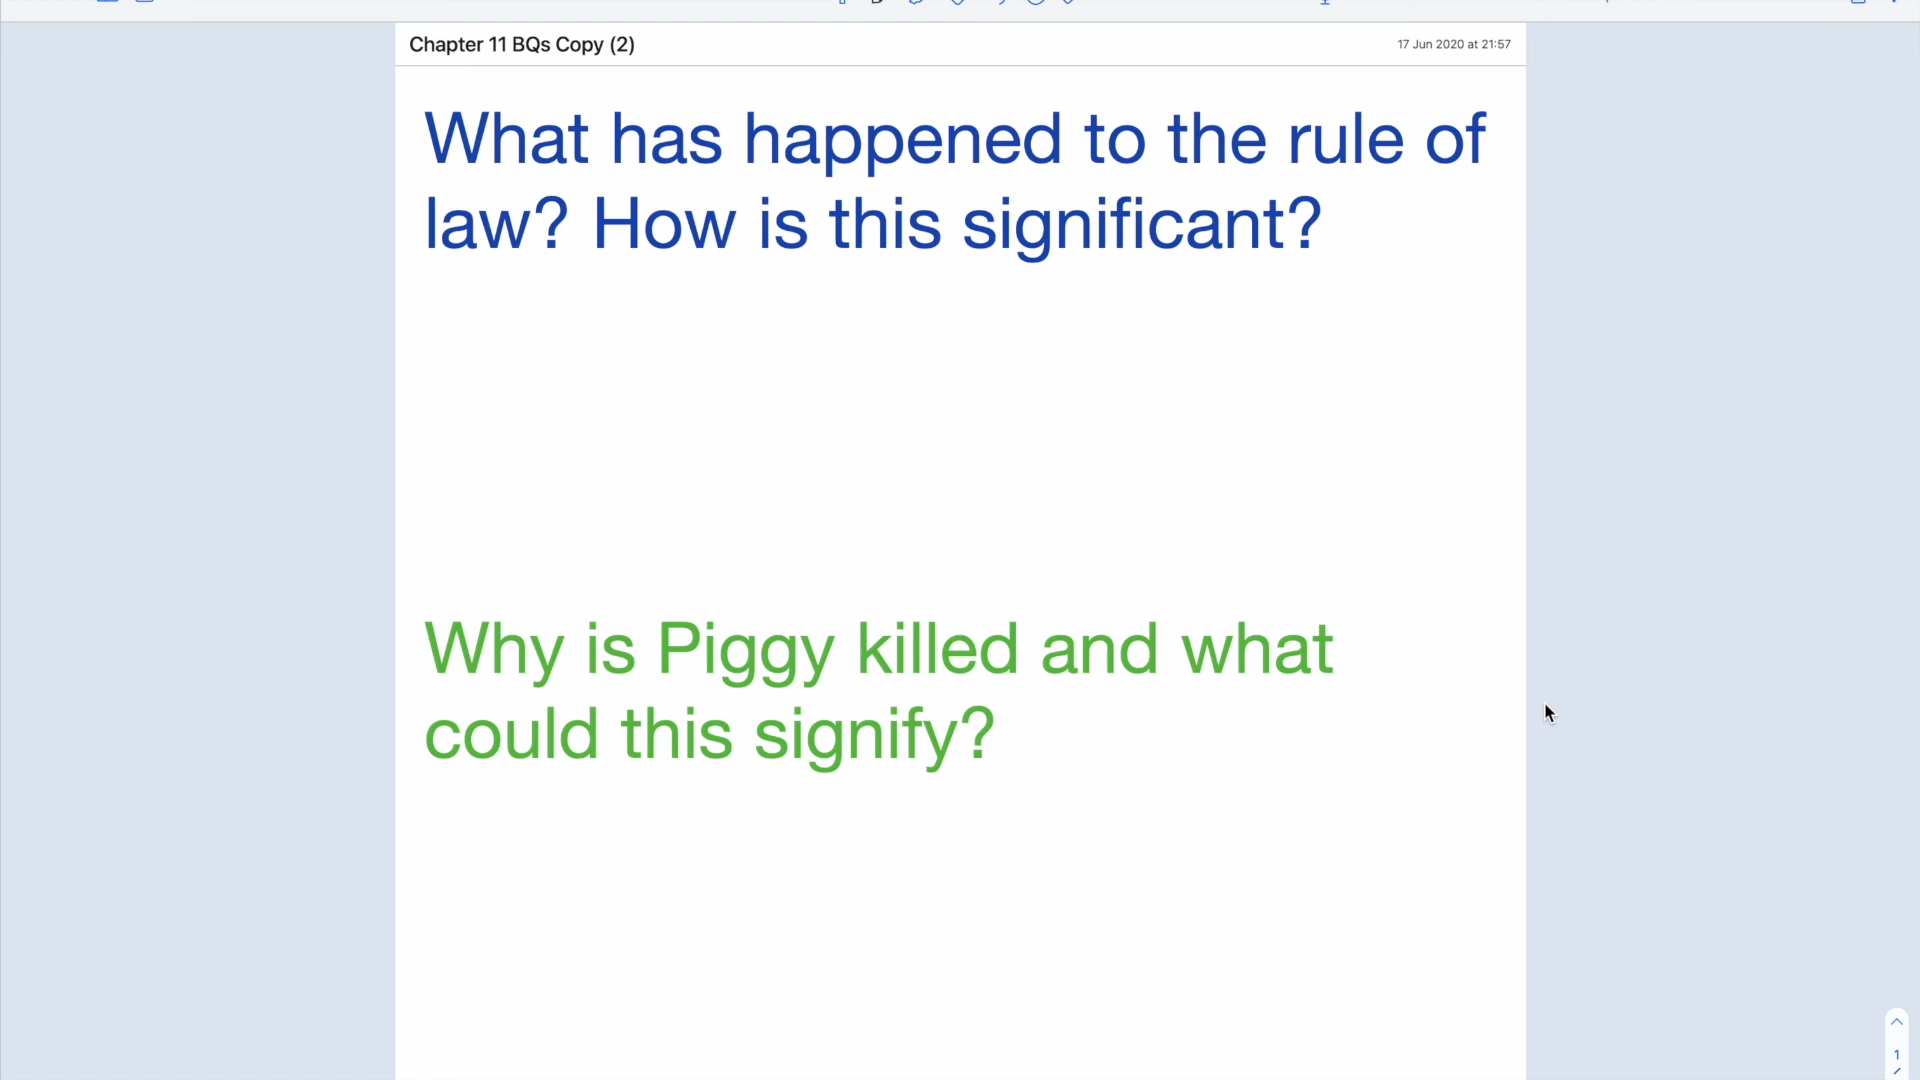 Chapter 11 BQs Copy (2)
17 Jun 2020 at 21:57
What has happened to the rule of
law? How is this significant?
Why is Piggy killed and what
could this signify?
1